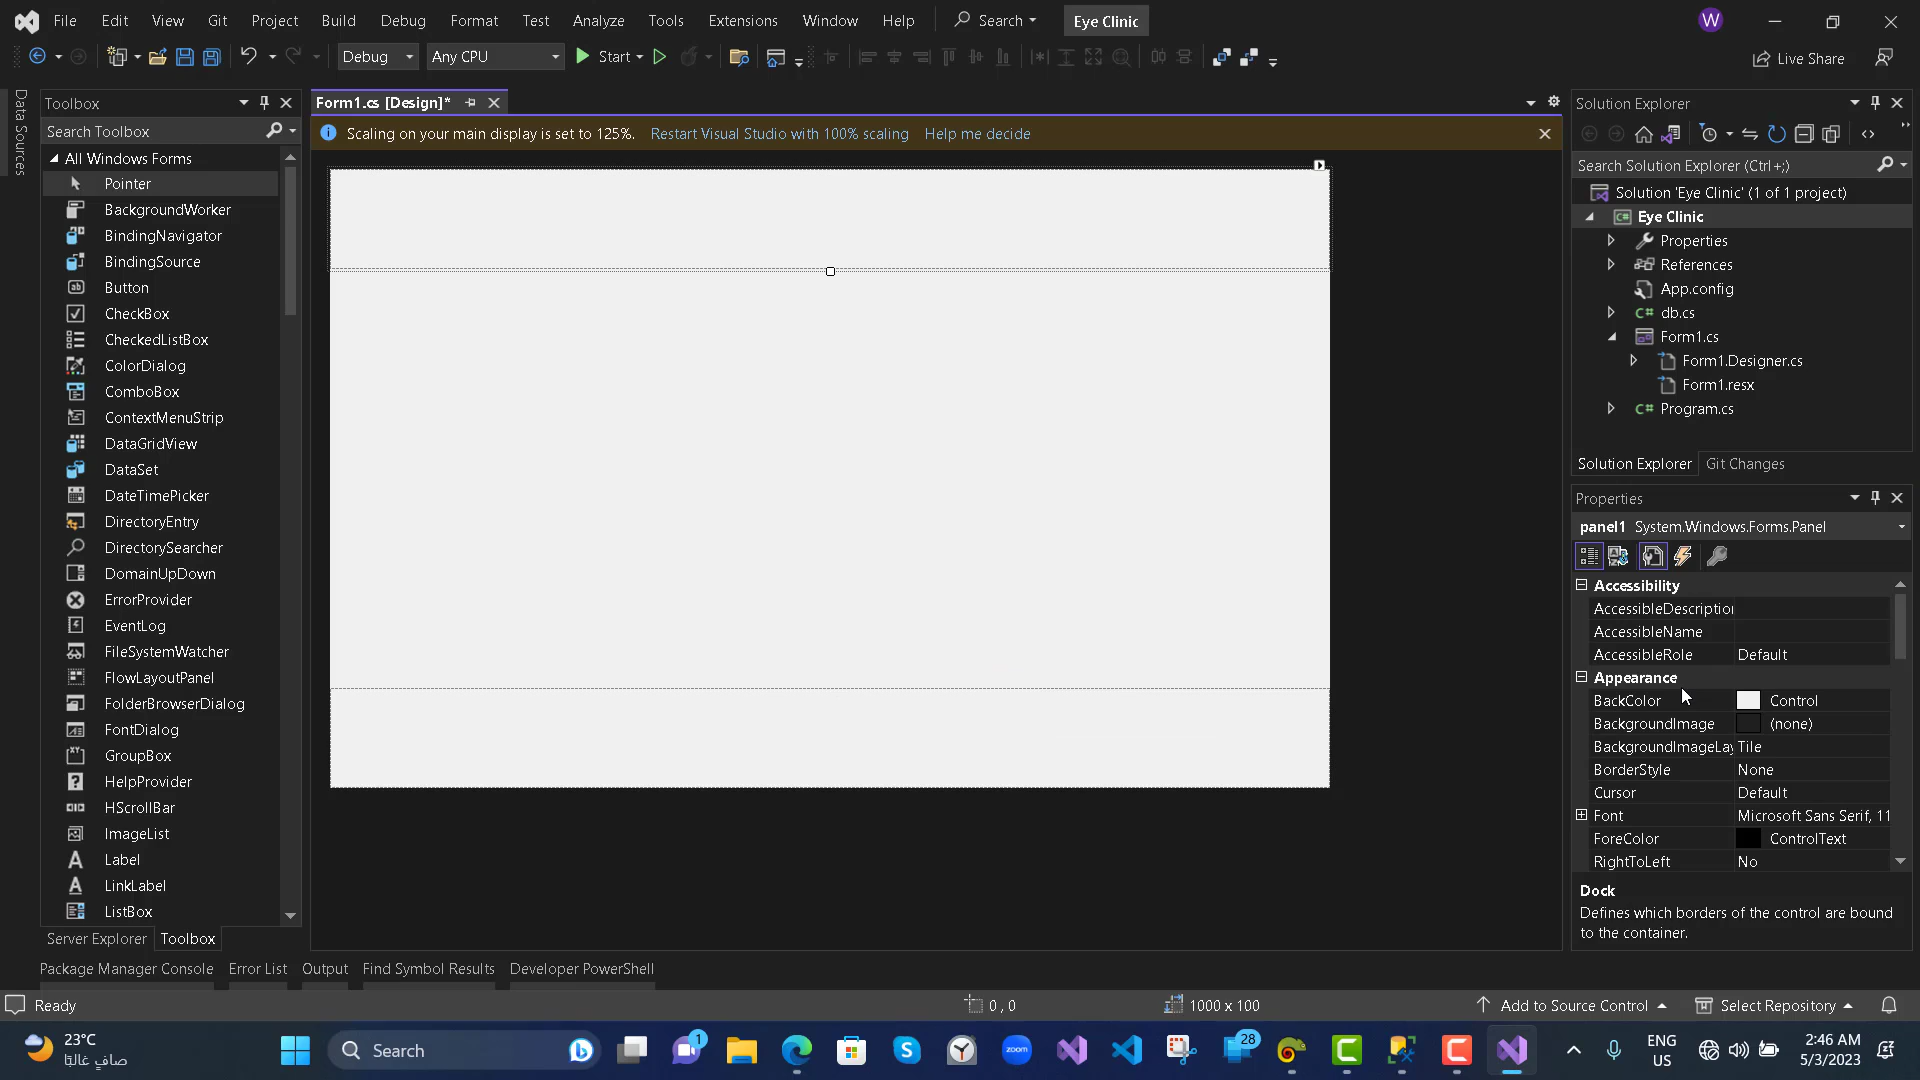 File Edit View Git Project Build Debug Format Test Analyze Tools Extensions Window Help Search Eye Clinic W
Debug Any CPU Start Live Share
Data Sources
Toolbox
Search Toolbox
All Windows Forms
Pointer
BackgroundWorker
BindingNavigator
BindingSource
Button
CheckBox
CheckedListBox
ColorDialog
ComboBox
ContextMenuStrip
DataGridView
DataSet
DateTimePicker
DirectoryEntry
DirectorySearcher
DomainUpDown
ErrorProvider
EventLog
FileSystemWatcher
FlowLayoutPanel
FolderBrowserDialog
FontDialog
GroupBox
HelpProvider
HScrollBar
ImageList
Label
LinkLabel
ListBox
Server Explorer Toolbox
Form1.cs [Design]*
Scaling on your main display is set to 125%. Restart Visual Studio with 100% scaling Help me decide
Solution Explorer
Search Solution Explorer (Ctrl+;)
Solution 'Eye Clinic' (1 of 1 project)
Eye Clinic
Properties
References
App.config
C# db.cs
Form1.cs
Form1.Designer.cs
Form1.resx
C# Program.cs
Solution Explorer Git Changes
Properties
panel1 System.Windows.Forms.Panel
Accessibility
AccessibleDescription
AccessibleName
AccessibleRole Default
Appearance
BackColor Control
BackgroundImage (none)
BackgroundImageLay Tile
BorderStyle None
Cursor Default
Font Microsoft Sans Serif, 11
ForeColor ControlText
RightToLeft No
Dock
Defines which borders of the control are bound
to the container.
Package Manager Console Error List Output Find Symbol Results Developer PowerShell
Ready 0 , 0 1000 x 100 Add to Source Control Select Repository
23°C
صافٍ غالبًا
Search 1 zoom 28
ENG
US
2:46 AM
5/3/2023